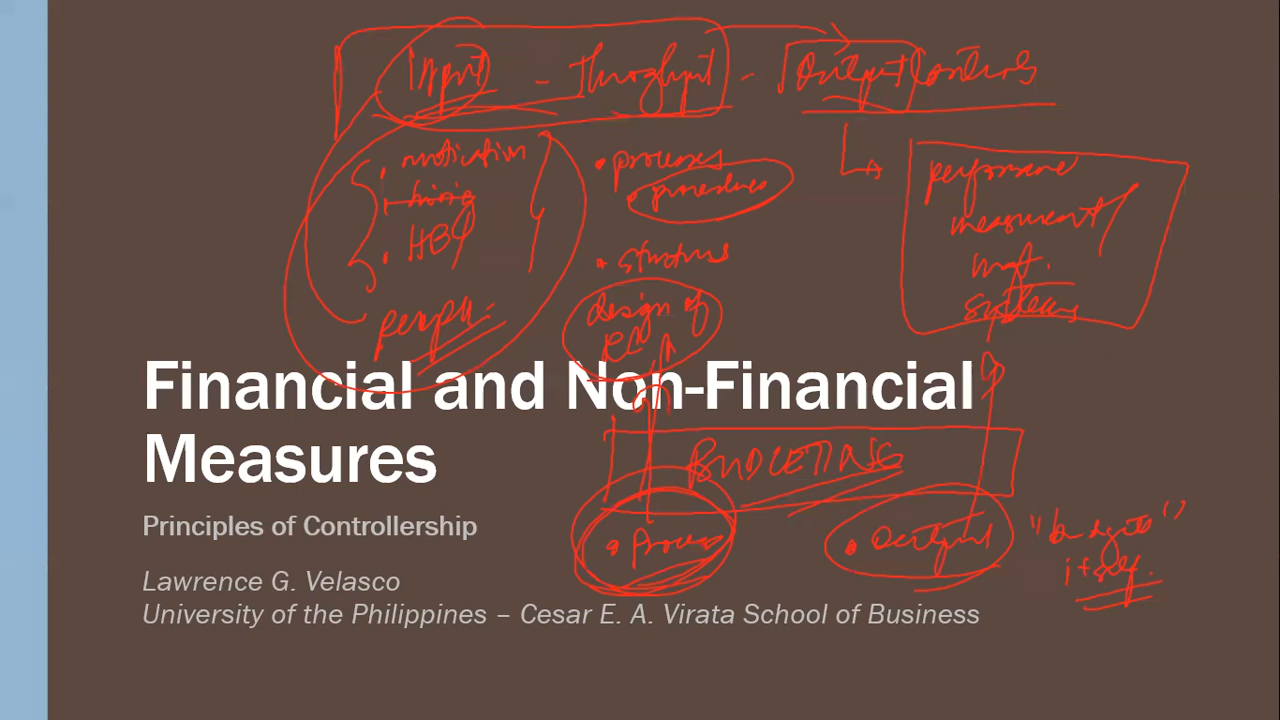 Input - Throghput - Output Controls
• motivation
• hiring
• HBO
people
• processes
• procedures
• structures
design of
performance
measurement/
mgt.
systems
Financial and Non-Financial
Measures
BUDGETING
Principles of Controllership
• Process
• Output
"budgets"
itself.
Lawrence G. Velasco
University of the Philippines – Cesar E. A. Virata School of Business